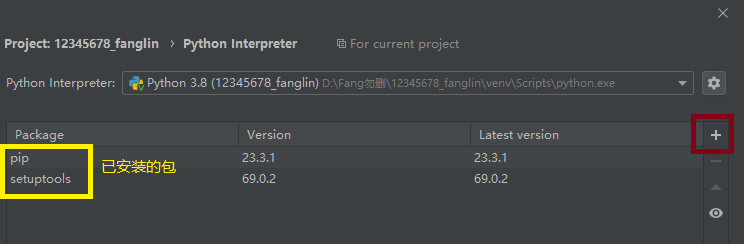 Project: 12345678_fanglin › Python Interpreter For current project
Python Interpreter: Python 3.8 (12345678_fanglin) D:\Fang勿删\12345678_fanglin\venv\Scripts\python.exe
Package Version Latest version
pip 23.3.1 23.3.1
已安装的包
setuptools 69.0.2 69.0.2